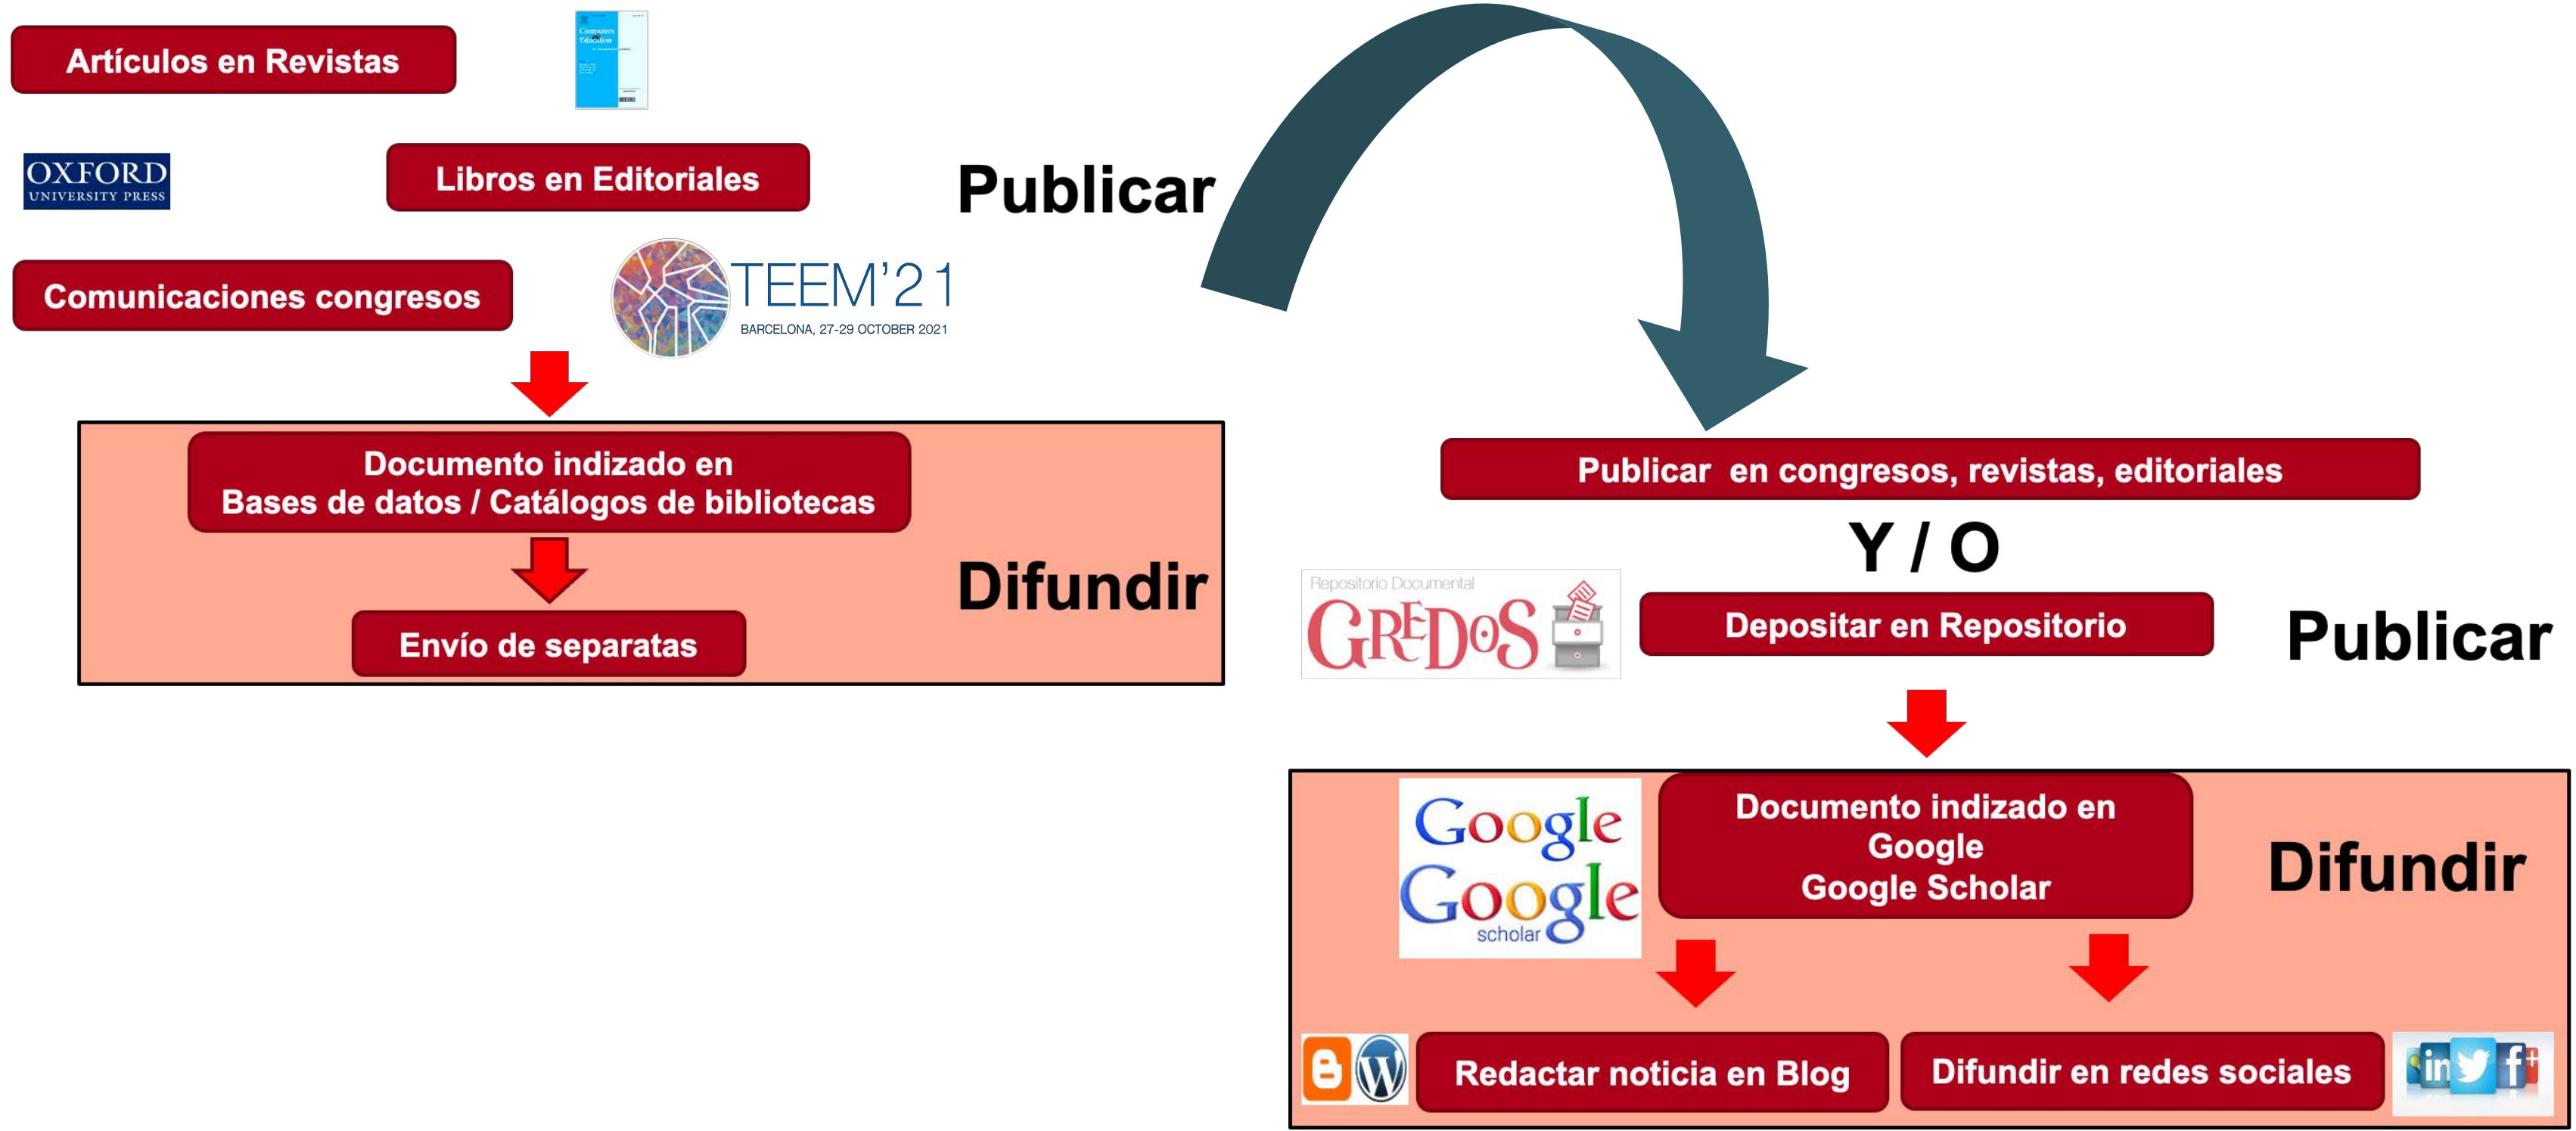 Artículos en Revistas
Computers
Education
OXFORD
UNIVERSITY PRESS
Libros en Editoriales
Publicar
Comunicaciones congresos
TEEM’21
BARCELONA, 27-29 OCTOBER 2021
Documento indizado en
Bases de datos / Catálogos de bibliotecas
Difundir
Envío de separatas
Publicar en congresos, revistas, editoriales
Y / O
Repositorio Documental
GREDOS
Depositar en Repositorio
Publicar
Google
Google
scholar
Documento indizado en
Google
Google Scholar
Difundir
Redactar noticia en Blog
Difundir en redes sociales
in
f